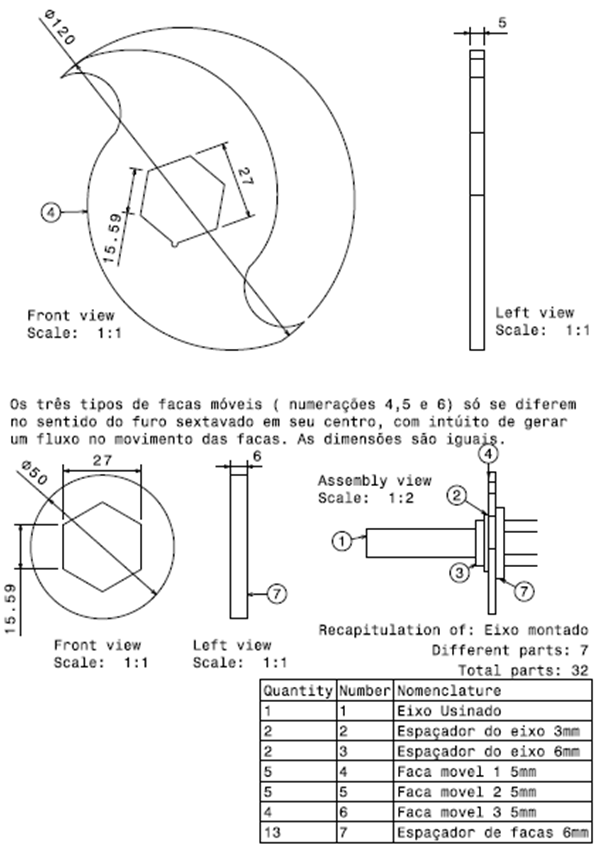 Φ120
5
27
4
15.59
Front view
Scale: 1:1
Left view
Scale: 1:1
Os três tipos de facas móveis ( numerações 4,5 e 6) só se diferem
no sentido do furo sextavado em seu centro, com intúito de gerar
um fluxo no movimento das facas. As dimensões são iguais.
Φ50
27
6
15.59
7
Front view
Scale: 1:1
Left view
Scale: 1:1
Assembly view
Scale: 1:2
4
2
1
3
7
Recapitulation of: Eixo montado
Different parts: 7
Total parts: 32
Quantity Number Nomenclature
1 1 Eixo Usinado
2 2 Espaçador do eixo 3mm
2 3 Espaçador do eixo 6mm
5 4 Faca movel 1 5mm
5 5 Faca movel 2 5mm
4 6 Faca movel 3 5mm
13 7 Espaçador de facas 6mm